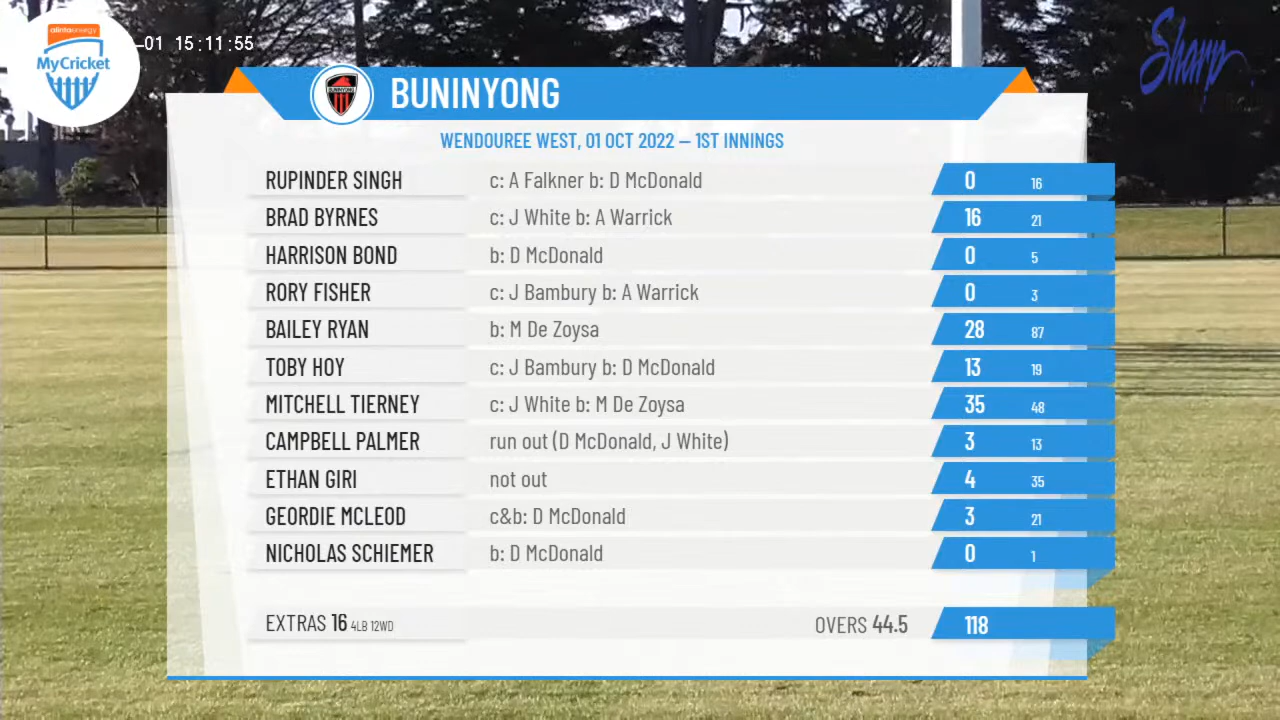 alintaenergy
MyCricket
-01 15:11:55
Sharp
BUNINYONG
BUNINYONG
WENDOUREE WEST, 01 OCT 2022 – 1ST INNINGS
RUPINDER SINGH c: A Falkner b: D McDonald 0 16
BRAD BYRNES c: J White b: A Warrick 16 21
HARRISON BOND b: D McDonald 0 5
RORY FISHER c: J Bambury b: A Warrick 0 3
BAILEY RYAN b: M De Zoysa 28 87
TOBY HOY c: J Bambury b: D McDonald 13 19
MITCHELL TIERNEY c: J White b: M De Zoysa 35 48
CAMPBELL PALMER run out (D McDonald, J White) 3 13
ETHAN GIRI not out 4 35
GEORDIE MCLEOD c&b: D McDonald 3 21
NICHOLAS SCHIEMER b: D McDonald 0 1
EXTRAS 16 4LB 12WD OVERS 44.5 118